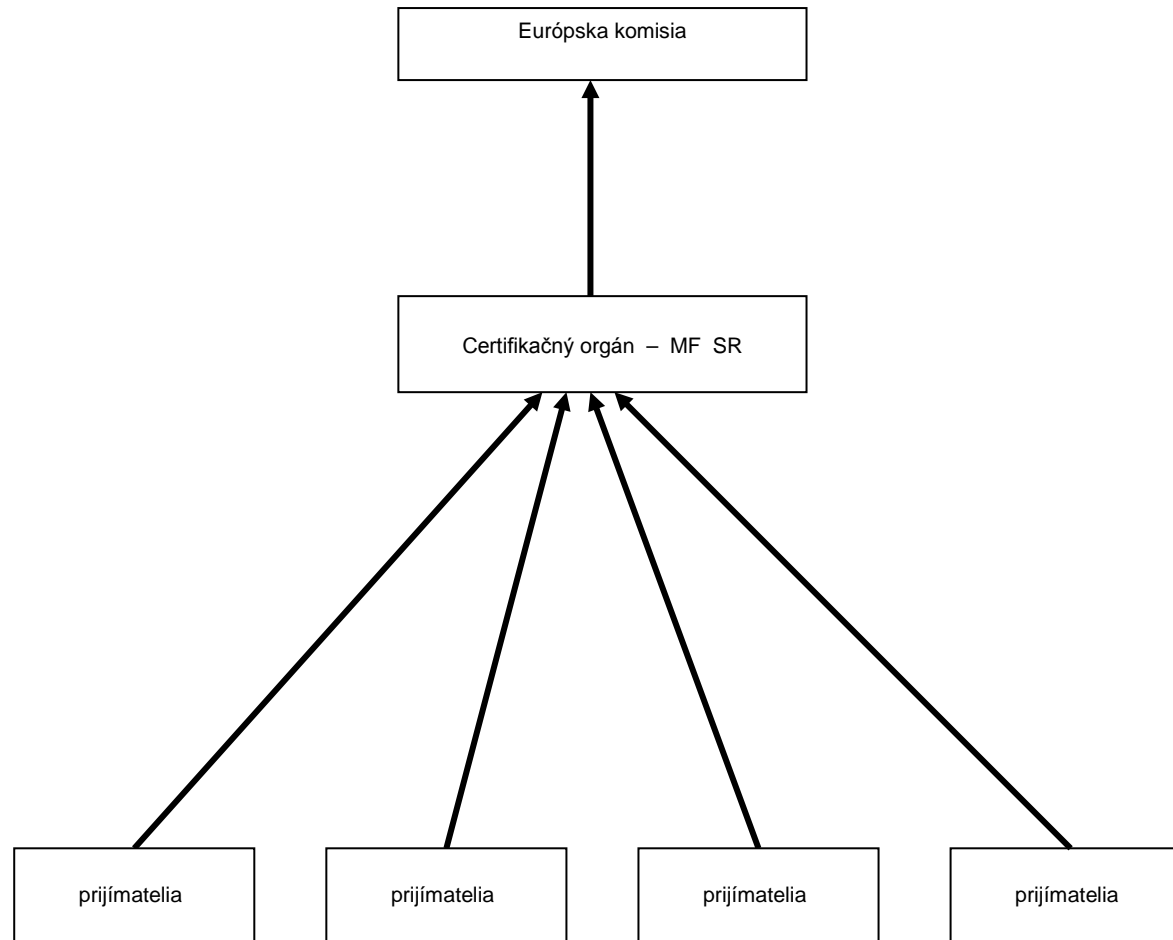 Európska komisia
Certifikačný orgán – MF SR
prijímatelia
prijímatelia
prijímatelia
prijímatelia